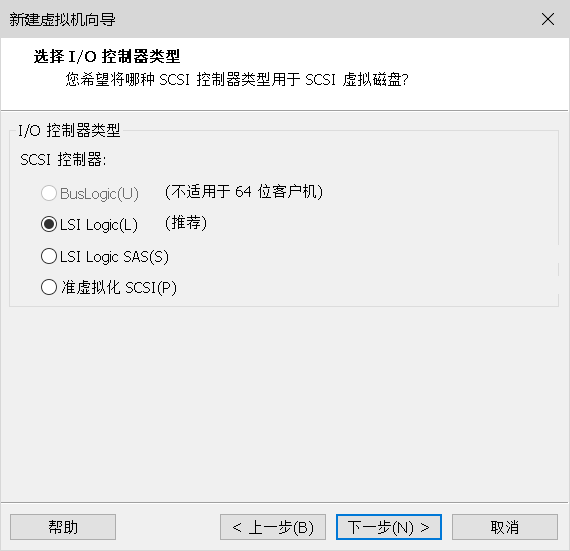 新建虚拟机向导
选择 I/O 控制器类型
您希望将哪种 SCSI 控制器类型用于 SCSI 虚拟磁盘?
I/O 控制器类型
SCSI 控制器:
BusLogic(U) (不适用于 64 位客户机)
LSI Logic(L) (推荐)
LSI Logic SAS(S)
准虚拟化 SCSI(P)
帮助 < 上一步(B) 下一步(N) > 取消